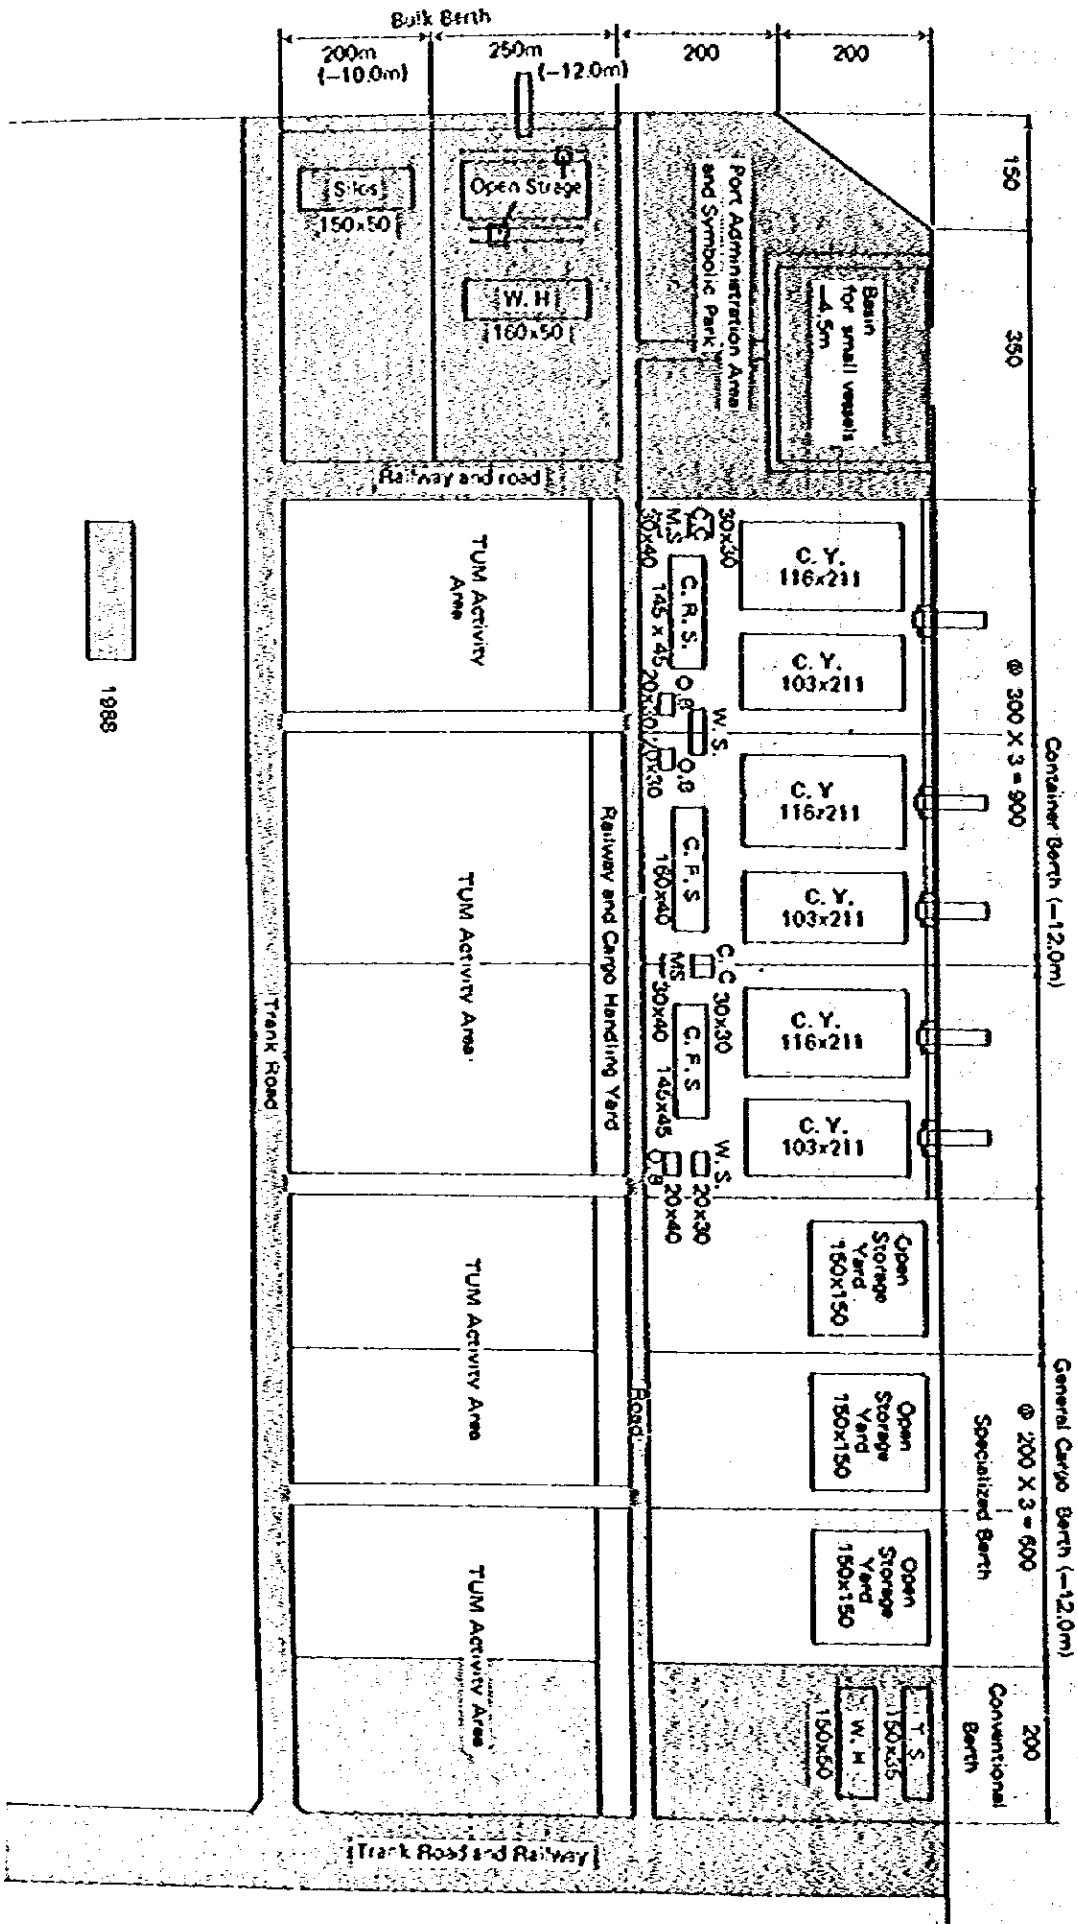 Bulk Berth
200m
(-10.0m)
250m
(-12.0m)
200
200
150
350
Silos
150x50
Open Strage
W. H
160x50
Port Administration Area
and Symbolic Park
Basin
for small vessels
-4.5m
Railway and road
1988
TUM Activity
Area
TUM Activity Area
TUM Activity Area
TUM Activity Area
Railway and Cargo Handling Yard
Trank Road
Road
Trank Road and Railway
Container Berth (-12.0m)
@ 300 X 3 = 900
C. Y.
116x211
C. Y.
103x211
C. Y
116x211
C. Y.
103x211
C. Y.
116x211
C. Y.
103x211
30x30
C.C
M.S
30x40
C. R. S.
145 x 45
O.B
20x30
W. S.
O.B
20x30
C. F. S
160x40
C. C 30x30
MS 30x40
C. F. S
145x45
W. S.
20x30
O.B
20x40
General Cargo Berth (-12.0m)
@ 200 X 3 = 600
Specialized Berth
Open
Storage
Yard
150x150
Open
Storage
Yard
150x150
Open
Storage
Yard
150x150
200
Conventional
Berth
T. S.
150x35
W. H.
150x50